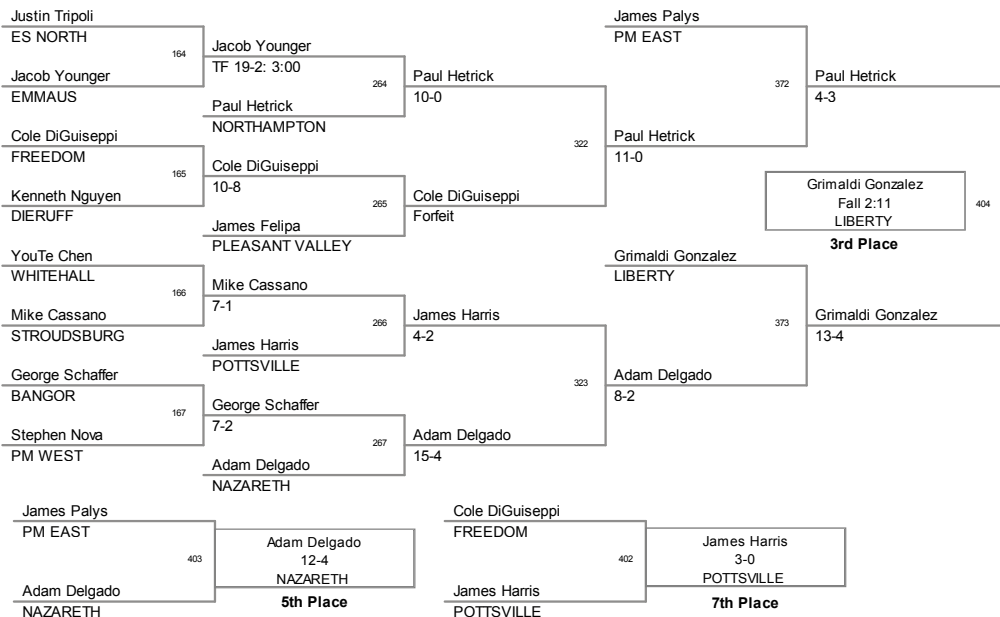 Justin Tripoli
ES NORTH
164
Jacob Younger
EMMAUS
Jacob Younger
TF 19-2: 3:00
264
Paul Hetrick
NORTHAMPTON
Cole DiGuiseppi
FREEDOM
165
Kenneth Nguyen
DIERUFF
Cole DiGuiseppi
10-8
265
James Felipa
PLEASANT VALLEY
YouTe Chen
WHITEHALL
166
Mike Cassano
STROUDSBURG
Mike Cassano
7-1
266
James Harris
POTTSVILLE
George Schaffer
BANGOR
167
Stephen Nova
PM WEST
George Schaffer
7-2
267
Adam Delgado
NAZARETH
Paul Hetrick
10-0
322
Cole DiGuiseppi
Forfeit
James Harris
4-2
323
Adam Delgado
15-4
James Palys
PM EAST
372
Paul Hetrick
11-0
Paul Hetrick
4-3
Grimaldi Gonzalez
Fall 2:11
LIBERTY
404
3rd Place
Grimaldi Gonzalez
LIBERTY
373
Adam Delgado
8-2
Grimaldi Gonzalez
13-4
James Palys
PM EAST
403
Adam Delgado
NAZARETH
Adam Delgado
12-4
NAZARETH
5th Place
Cole DiGuiseppi
FREEDOM
402
James Harris
POTTSVILLE
James Harris
3-0
POTTSVILLE
7th Place